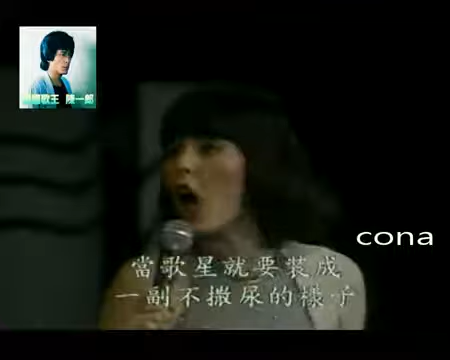 歌王 陳一郎
cona
當歌星就要裝成
一副不撒尿的樣子